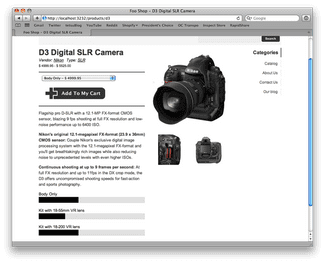 Foo Shop – D3 Digital SLR Camera
http://localhost:3232/products/d3
Foo Shop – D3 Digital SLR Camera
Search
D3 Digital SLR Camera
Vendor: Nikon Type: SLR
Body Only - $ 4999.95
Add To My Cart
Flagship pro D-SLR with a 12.1-MP FX-format CMOS
sensor, blazing 9 fps shooting at full FX resolution and low-
noise performance up to 6400 ISO.
Nikon's original 12.1-megapixel FX-format (23.9 x 36mm)
CMOS sensor: Couple Nikon's exclusive digital image
processing system with the 12.1-megapixel FX-format and
you'll get breathtakingly rich images while also reducing
noise to unprecedented levels with even higher ISOs.
Continuous shooting at up to 9 frames per second: At
full FX resolution and up to 11fps in the DX crop mode, the
D3 offers uncompromised shooting speeds for fast-action
and sports photography.
Body Only
Kit with 18-55mm VR lens
Kit with 18-200 VR lens
Categories
Catalog
About Us
Contact Us
Our blog